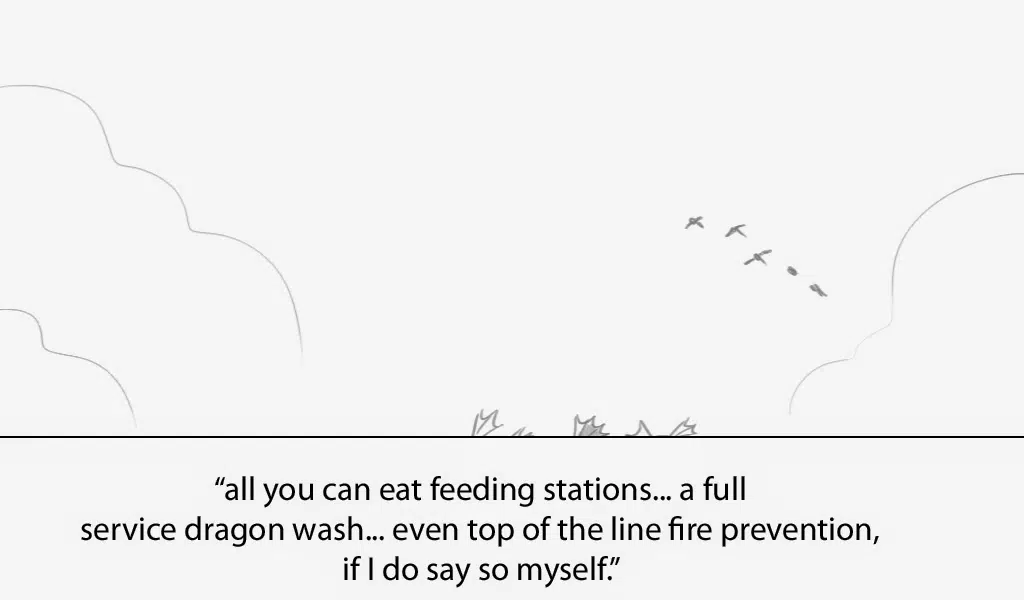 “all you can eat feeding stations... a full
service dragon wash... even top of the line fire prevention,
if I do say so myself.”